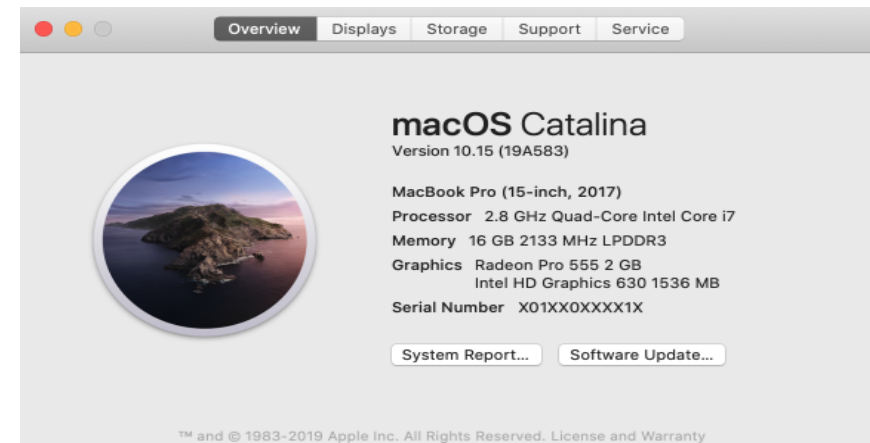 Overview Displays Storage Support Service
macOS Catalina
Version 10.15 (19A583)
MacBook Pro (15-inch, 2017)
Processor 2.8 GHz Quad-Core Intel Core i7
Memory 16 GB 2133 MHz LPDDR3
Graphics Radeon Pro 555 2 GB
Intel HD Graphics 630 1536 MB
Serial Number X01XX0XXXX1X
System Report... Software Update...
™ and © 1983-2019 Apple Inc. All Rights Reserved. License and Warranty